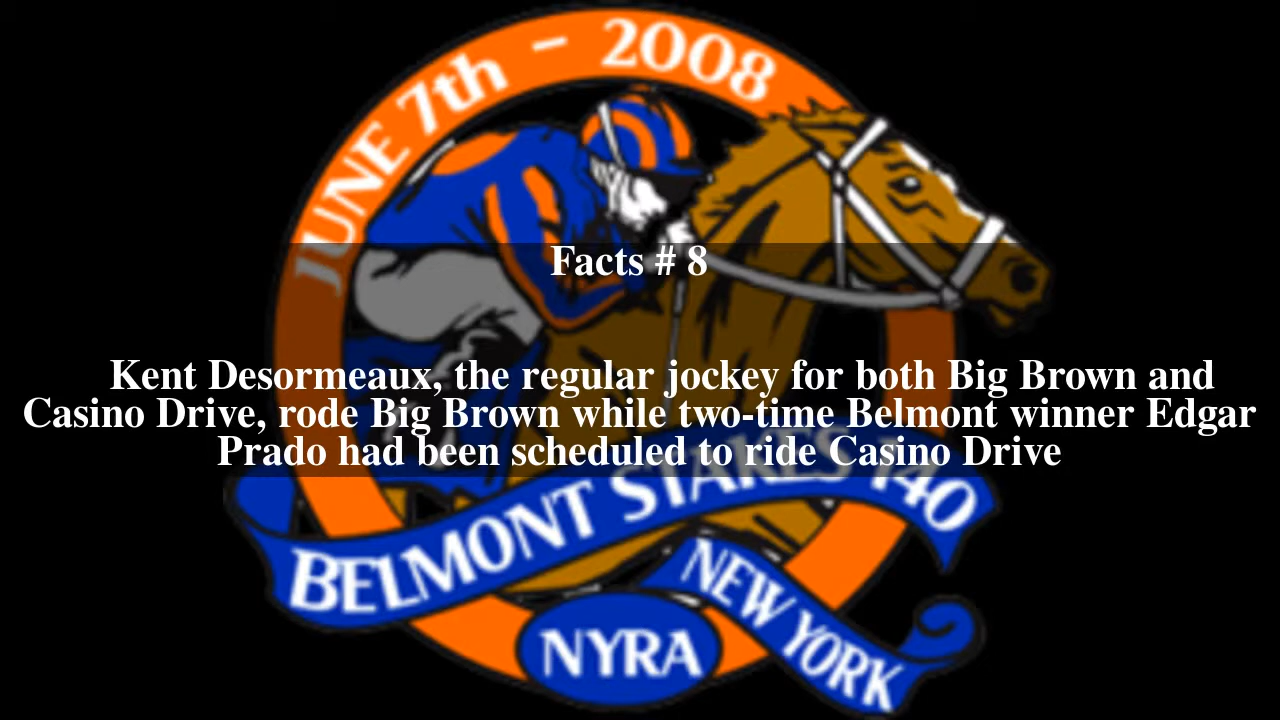 JUNE 7th - 2008
Facts # 8
Kent Desormeaux, the regular jockey for both Big Brown and
Casino Drive, rode Big Brown while two-time Belmont winner Edgar
Prado had been scheduled to ride Casino Drive
BELMONT STAKES 140
NEW YORK
NYRA